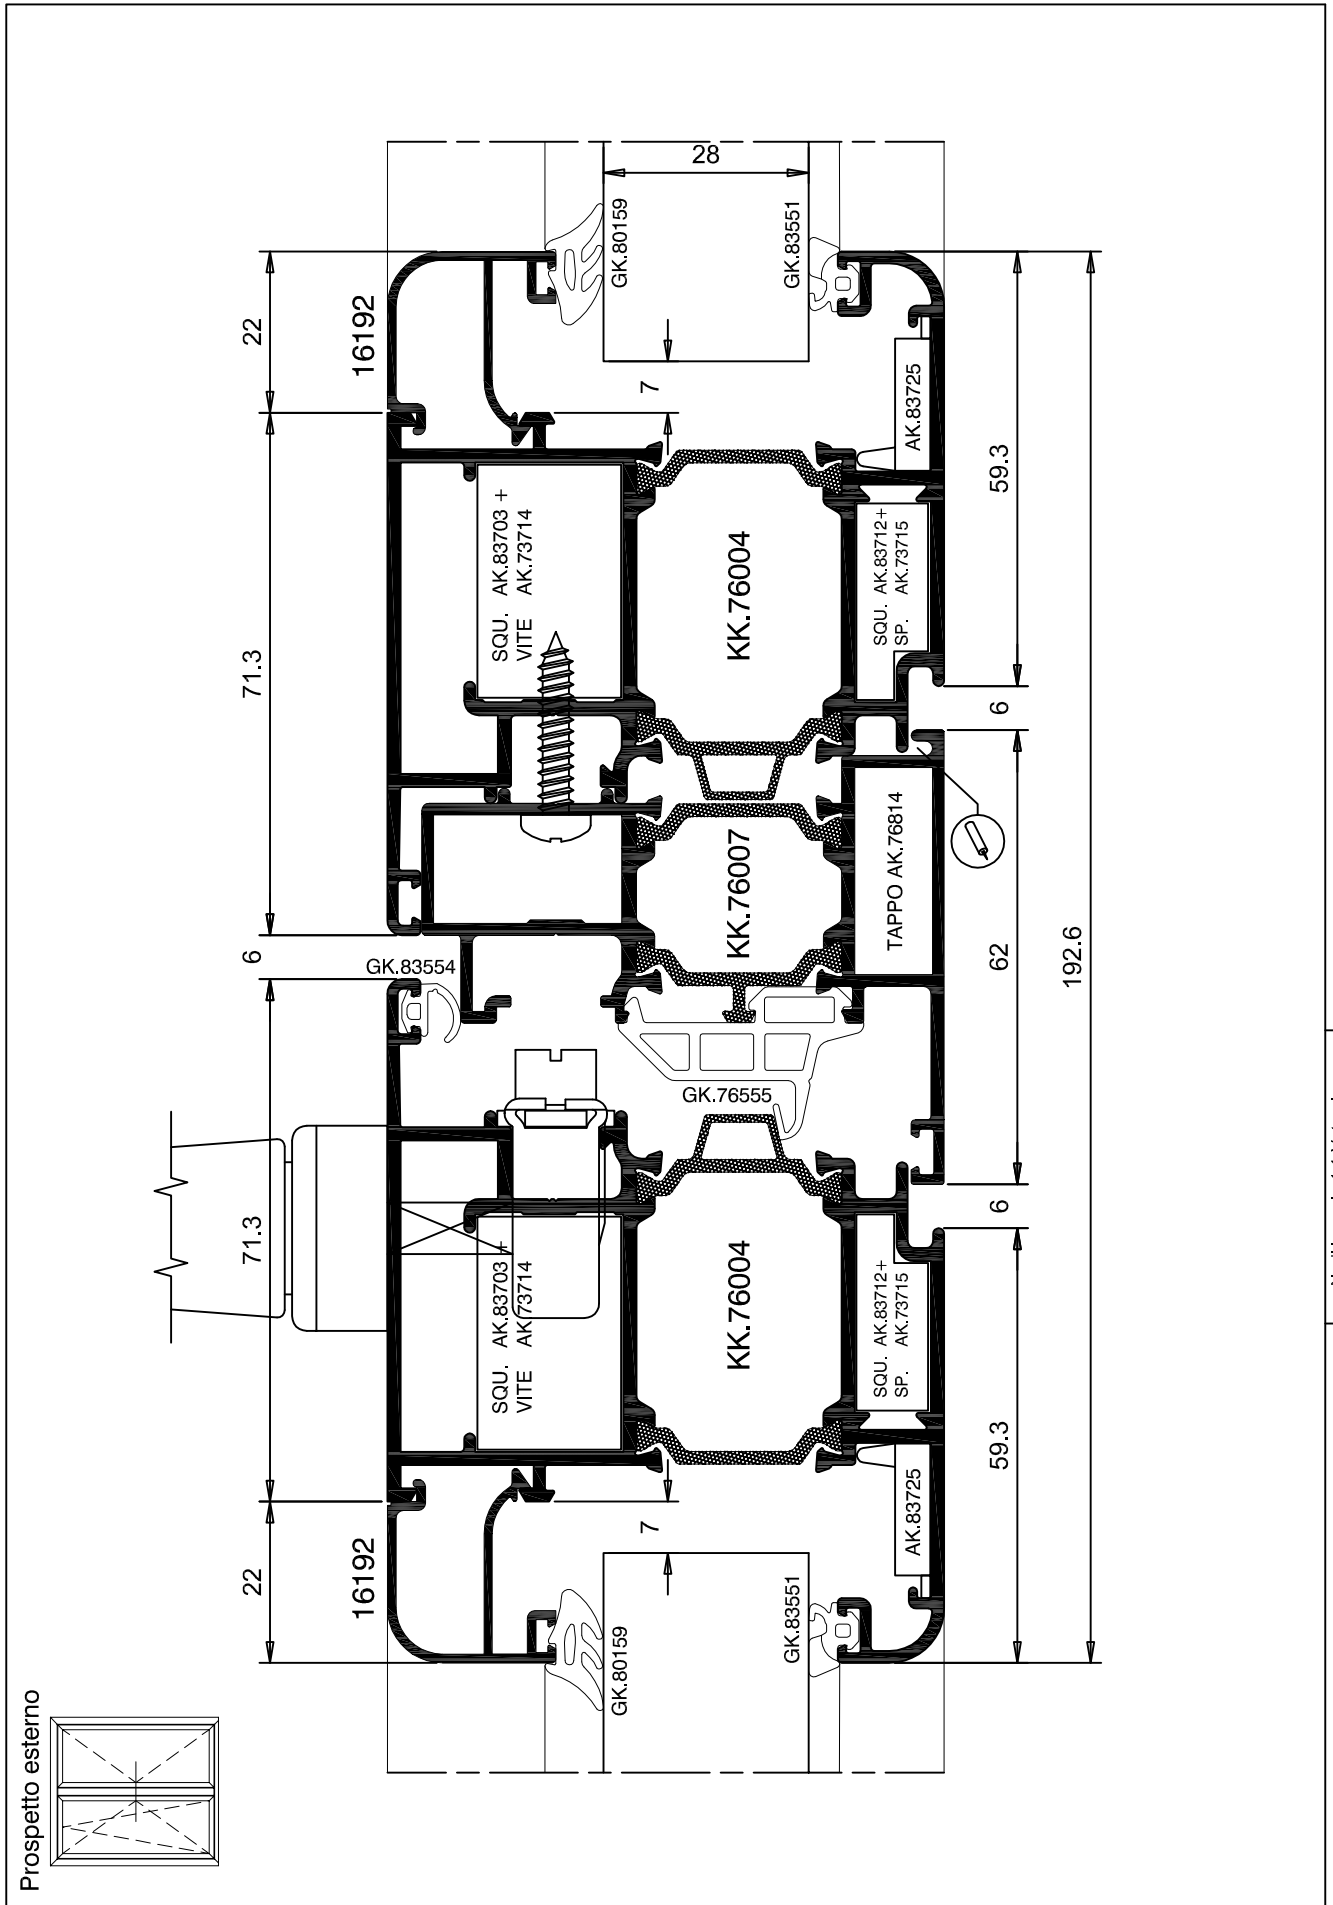 Prospetto esterno
28
GK.80159
GK.83551
22
16192
7
AK.83725
59.3
71.3
SQU. AK.83703 +
VITE AK.73714
KK.76004
SQU. AK.83712+
SP. AK.73715
6
TAPPO AK.76814
KK.76007
62
192.6
6
GK.83554
GK.76555
6
71.3
SQU. AK.83703 +
VITE AK.73714
KK.76004
SQU. AK.83712+
SP. AK.73715
59.3
AK.83725
7
22
16192
GK.80159
GK.83551